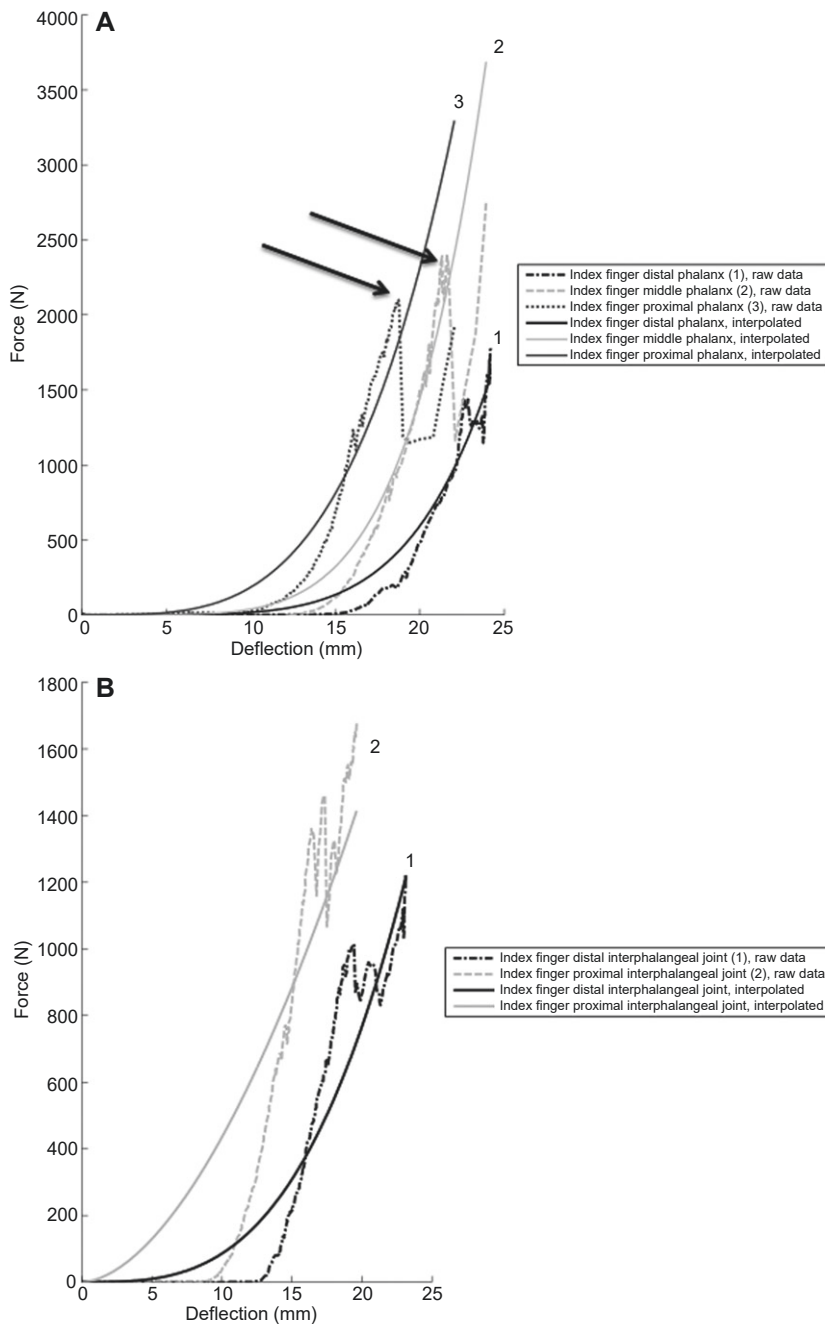 A
4000
3500
3000
2500
2000
1500
1000
500
0
Force (N)
2
3
1
Index finger distal phalanx (1), raw data
Index finger middle phalanx (2), raw data
Index finger proximal phalanx (3), raw data
Index finger distal phalanx, interpolated
Index finger middle phalanx, interpolated
Index finger proximal phalanx, interpolated
0 5 10 15 20 25
Deflection (mm)
B
1800
1600
1400
1200
1000
800
600
400
200
0
Force (N)
2
1
Index finger distal interphalangeal joint (1), raw data
Index finger proximal interphalangeal joint (2), raw data
Index finger distal interphalangeal joint, interpolated
Index finger proximal interphalangeal joint, interpolated
0 5 10 15 20 25
Deflection (mm)